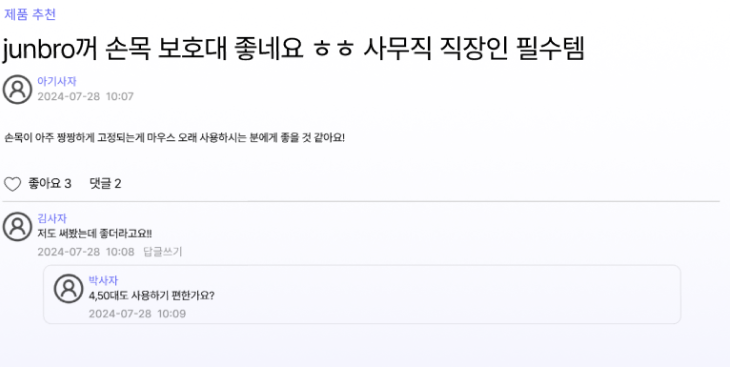 제품 추천
junbro꺼 손목 보호대 좋네요 ㅎㅎ 사무직 직장인 필수템
아기사자
2024-07-28 10:07
손목이 아주 짱짱하게 고정되는게 마우스 오래 사용하시는 분에게 좋을 것 같아요!
좋아요 3 댓글 2
김사자
저도 써봤는데 좋더라고요!!
2024-07-28 10:08 답글쓰기
박사자
4,50대도 사용하기 편한가요?
2024-07-28 10:09